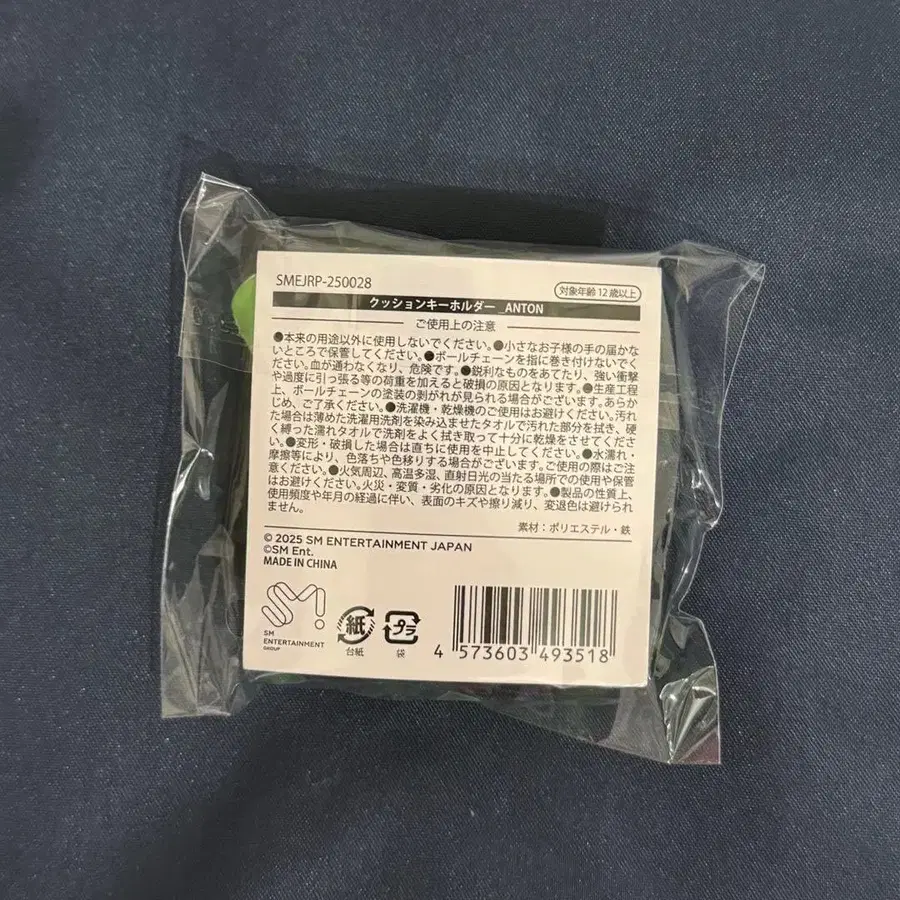 SMEJRP-250028
対象年齢12歳以上
クッションキーホルダー_ANTON
ご使用上の注意
●本来の用途以外に使用しないでください。●小さなお子様の手の届かな
いところで保管してください。●ボールチェーンを指に巻き付けないでく
ださい。血が通わなくなり、危険です。●鋭利なものをあてたり、強い衝撃
や過度に引っ張る等の荷重を加えると破損の原因となります。●生産工程
上、ボールチェーンの塗装の剥がれが見られる場合がございます。あらか
じめ、ご了承ください。●洗濯機・乾燥機のご使用はお避けください。汚れ
た場合は薄めた洗濯用洗剤を染み込ませたタオルで汚れた部分を拭き、硬
く縛った濡れタオルで洗剤をよく拭き取って十分に乾燥をさせてくださ
い。●変形・破損した場合は直ちに使用を中止してください。●水濡れ・
摩擦等により、色落ちや色移りする場合がございます。ご使用の際はご注
意ください。●火気周辺、高温多湿、直射日光の当たる場所での使用や保管
はお避けください。火災・変質・劣化の原因となります。●製品の性質上、
使用頻度や年月の経過に伴い、表面のキズや擦り減り、変退色は避けられ
ません。
素材：ポリエステル・鉄
© 2025 SM ENTERTAINMENT JAPAN
©SM Ent.
MADE IN CHINA
SM
SM
ENTERTAINMENT
GROUP
紙
台紙
プラ
袋
4 573603 493518